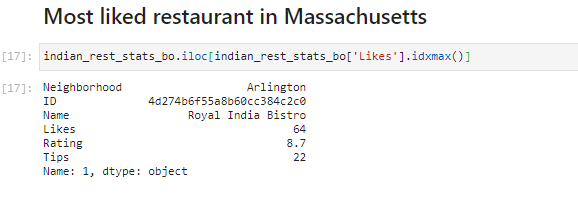 Most liked restaurant in Massachusetts
[17]: indian_rest_stats_bo.iloc[indian_rest_stats_bo['Likes'].idxmax()]
[17]: Neighborhood Arlington
ID 4d274b6f55a8b60cc384c2c0
Name Royal India Bistro
Likes 64
Rating 8.7
Tips 22
Name: 1, dtype: object